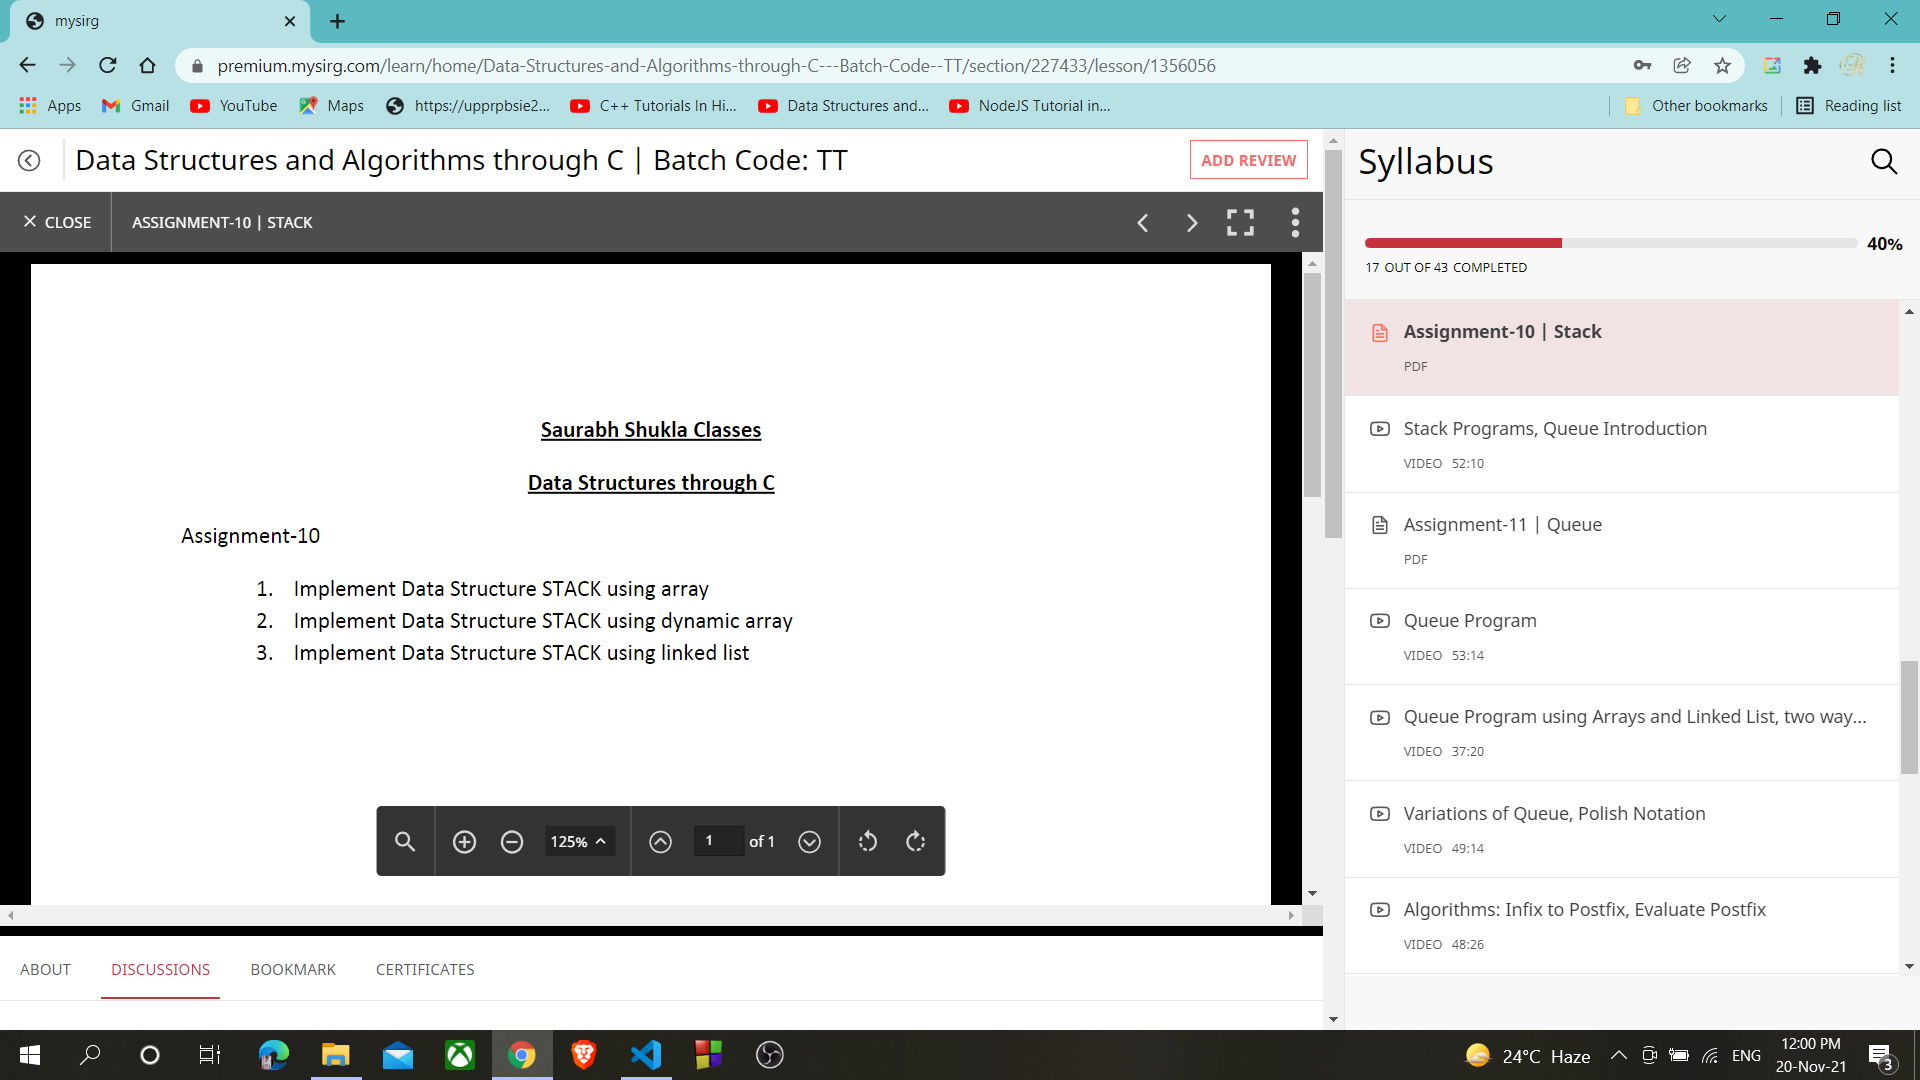 mysirg
premium.mysirg.com/learn/home/Data-Structures-and-Algorithms-through-C---Batch-Code--TT/section/227433/lesson/1356056
Apps Gmail YouTube Maps https://upprpbsie2... C++ Tutorials In Hi... Data Structures and... NodeJS Tutorial in... Other bookmarks Reading list
Data Structures and Algorithms through C | Batch Code: TT
ADD REVIEW
CLOSE ASSIGNMENT-10 | STACK
Saurabh Shukla Classes
Data Structures through C
Assignment-10
1. Implement Data Structure STACK using array
2. Implement Data Structure STACK using dynamic array
3. Implement Data Structure STACK using linked list
125% 1 of 1
ABOUT DISCUSSIONS BOOKMARK CERTIFICATES
Syllabus
40%
17 OUT OF 43 COMPLETED
Assignment-10 | Stack
PDF
Stack Programs, Queue Introduction
VIDEO 52:10
Assignment-11 | Queue
PDF
Queue Program
VIDEO 53:14
Queue Program using Arrays and Linked List, two way...
VIDEO 37:20
Variations of Queue, Polish Notation
VIDEO 49:14
Algorithms: Infix to Postfix, Evaluate Postfix
VIDEO 48:26
24°C Haze ENG
12:00 PM
20-Nov-21
3